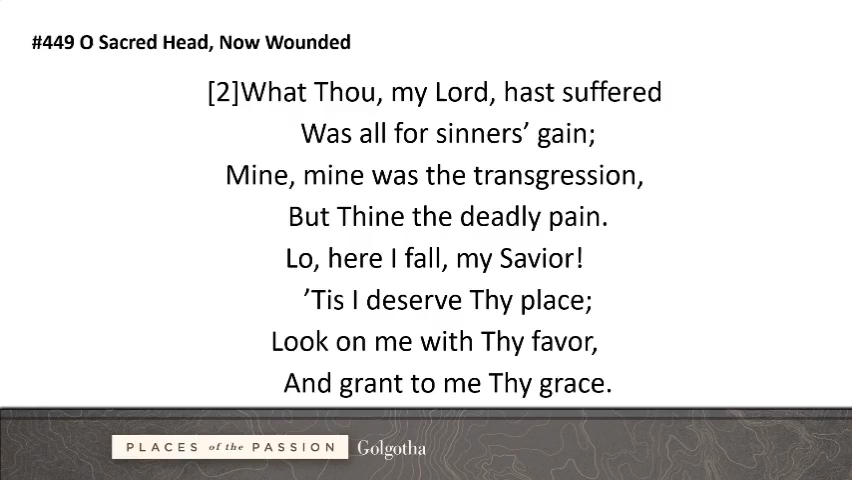 #449 O Sacred Head, Now Wounded
[2]What Thou, my Lord, hast suffered
Was all for sinners’ gain;
Mine, mine was the transgression,
But Thine the deadly pain.
Lo, here I fall, my Savior!
’Tis I deserve Thy place;
Look on me with Thy favor,
And grant to me Thy grace.
PLACES of the PASSION Golgotha